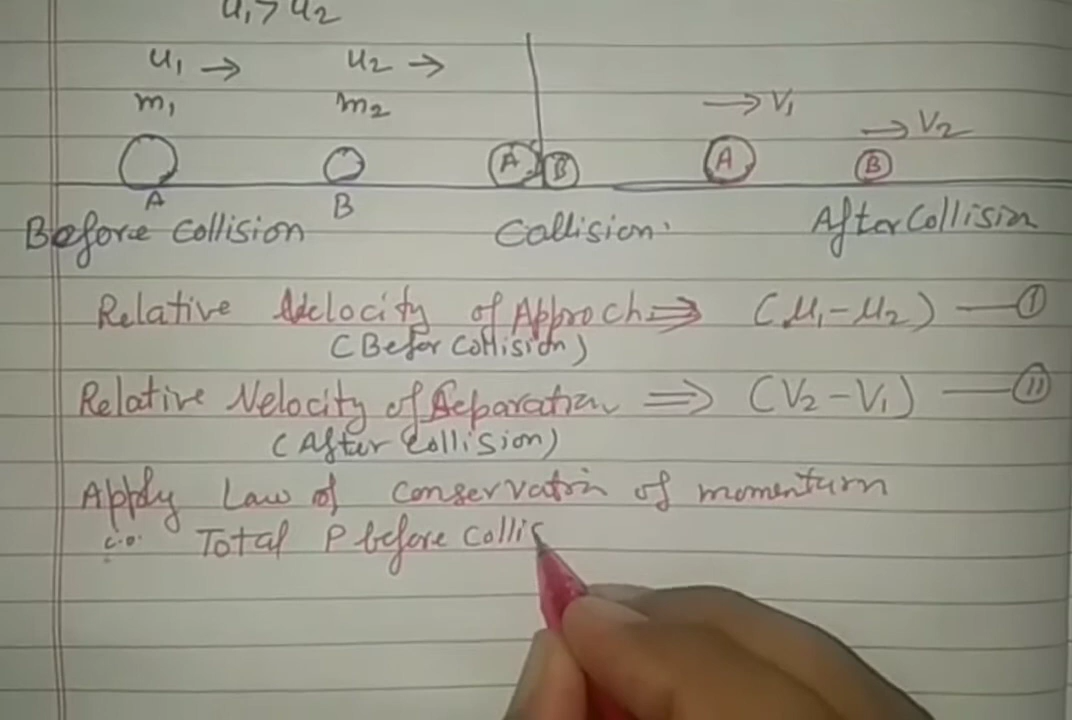 u₁ > u₂
u₁ → u₂ →
m₁ m₂
→ V₁
→ V₂
A B A B
A B
Before Collision Collision. After Collision
Relative Velocity of Approch ⇒ (u₁ - u₂) — I
(Befor Collision)
Relative Velocity of Separation ⇒ (V₂ - V₁) — II
(After Collision)
Apply Law of Conservation of momentum
i.e. Total P before Collis